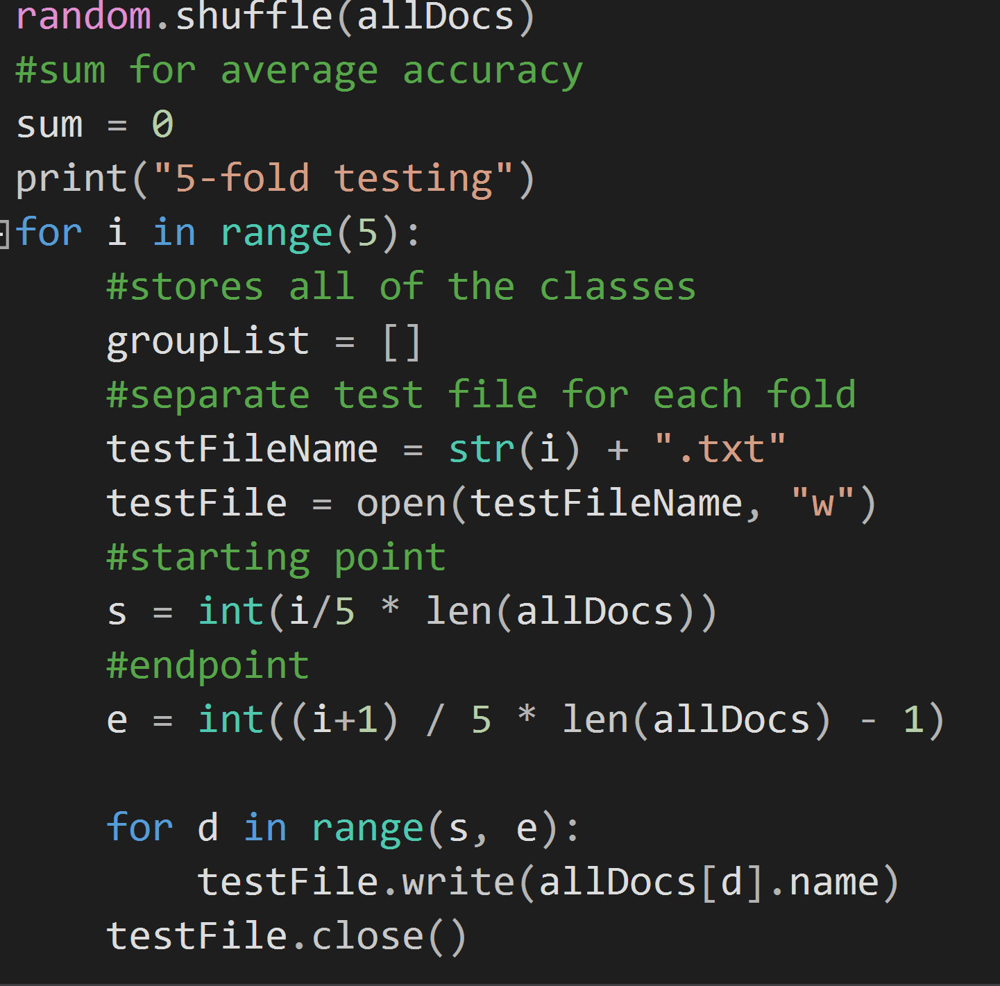 random.shuffle(allDocs)
#sum for average accuracy
sum = 0
print("5-fold testing")
for i in range(5):
    #stores all of the classes
    groupList = []
    #separate test file for each fold
    testFileName = str(i) + ".txt"
    testFile = open(testFileName, "w")
    #starting point
    s = int(i/5 * len(allDocs))
    #endpoint
    e = int((i+1) / 5 * len(allDocs) - 1)

    for d in range(s, e):
        testFile.write(allDocs[d].name)
    testFile.close()